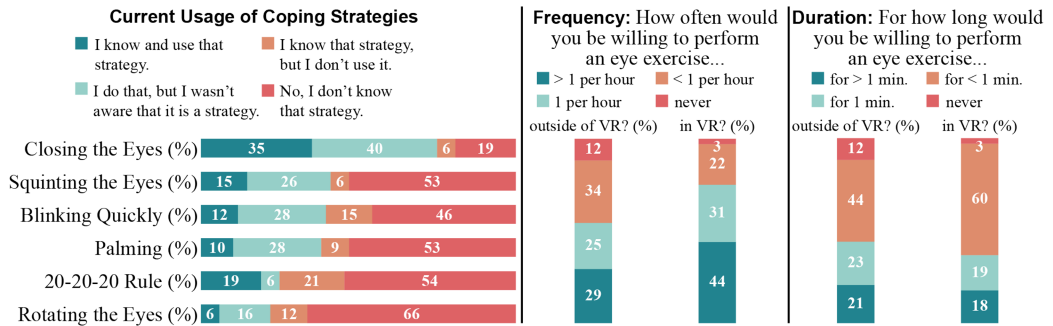 Current Usage of Coping Strategies
I know and use that
strategy.
I know that strategy,
but I don't use it.
I do that, but I wasn't
aware that it is a strategy.
No, I don't know
that strategy.
Closing the Eyes (%) 35 40 6 19
Squinting the Eyes (%) 15 26 6 53
Blinking Quickly (%) 12 28 15 46
Palming (%) 10 28 9 53
20-20-20 Rule (%) 19 6 21 54
Rotating the Eyes (%) 6 16 12 66
Frequency: How often would
you be willing to perform
an eye exercise...
> 1 per hour < 1 per hour
1 per hour never
outside of VR? (%) in VR? (%)
12 3
34 22
25 31
29 44
Duration: For how long would
you be willing to perform
an eye exercise...
for > 1 min. for < 1 min.
for 1 min. never
outside of VR? (%) in VR? (%)
12 3
44 60
23 19
21 18